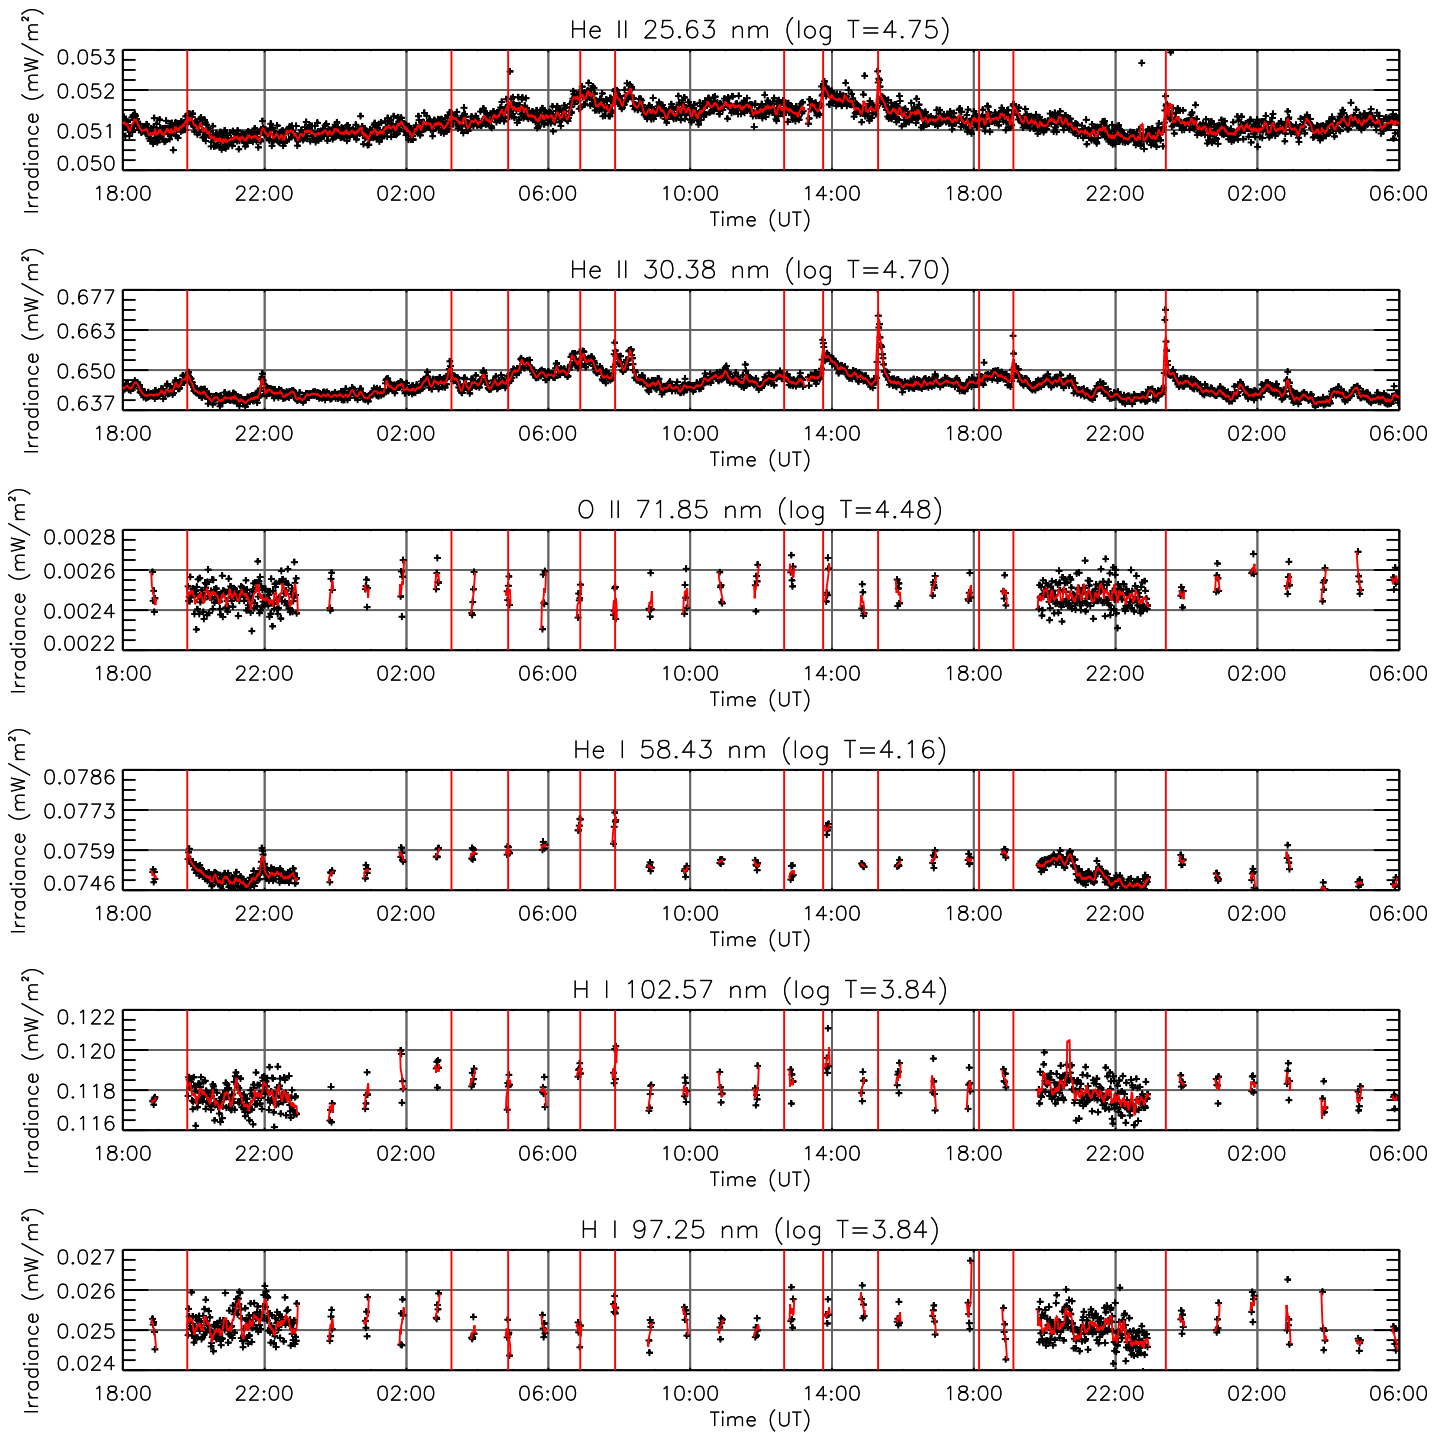 He II 25.63 nm (log T=4.75)
Irradiance (mW/m²)
0.053
0.052
0.051
0.050
18:00 22:00 02:00 06:00 10:00 14:00 18:00 22:00 02:00 06:00
Time (UT)
He II 30.38 nm (log T=4.70)
Irradiance (mW/m²)
0.677
0.663
0.650
0.637
18:00 22:00 02:00 06:00 10:00 14:00 18:00 22:00 02:00 06:00
Time (UT)
O II 71.85 nm (log T=4.48)
Irradiance (mW/m²)
0.0028
0.0026
0.0024
0.0022
18:00 22:00 02:00 06:00 10:00 14:00 18:00 22:00 02:00 06:00
Time (UT)
He I 58.43 nm (log T=4.16)
Irradiance (mW/m²)
0.0786
0.0773
0.0759
0.0746
18:00 22:00 02:00 06:00 10:00 14:00 18:00 22:00 02:00 06:00
Time (UT)
H I 102.57 nm (log T=3.84)
Irradiance (mW/m²)
0.122
0.120
0.118
0.116
18:00 22:00 02:00 06:00 10:00 14:00 18:00 22:00 02:00 06:00
Time (UT)
H I 97.25 nm (log T=3.84)
Irradiance (mW/m²)
0.027
0.026
0.025
0.024
18:00 22:00 02:00 06:00 10:00 14:00 18:00 22:00 02:00 06:00
Time (UT)